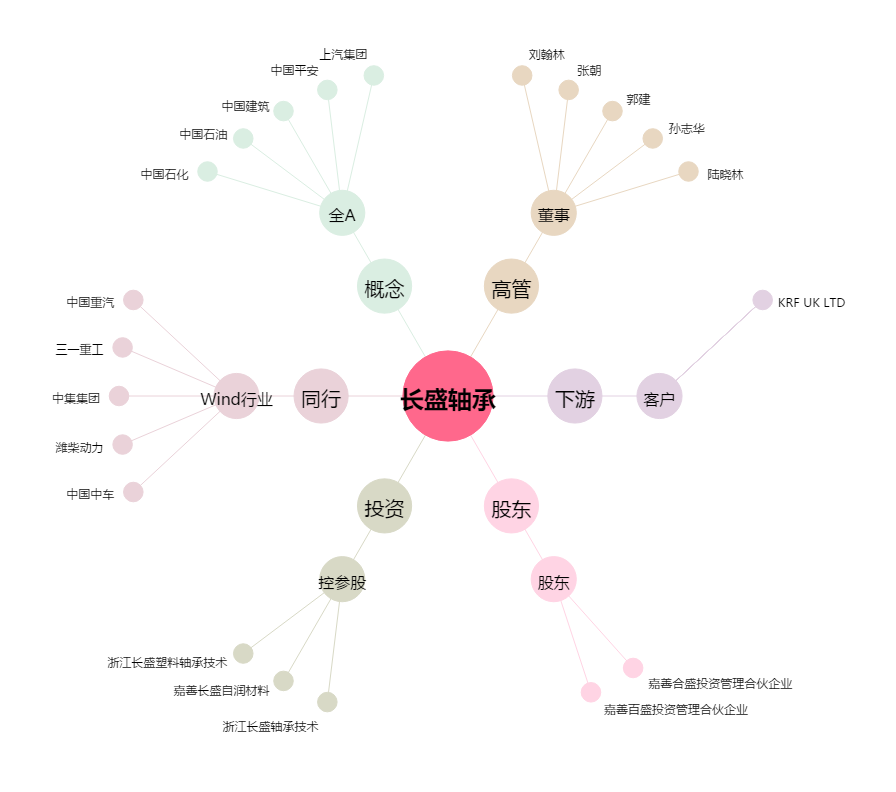 上汽集团
刘翰林
中国平安
张朝
中国建筑
郭建
中国石油
孙志华
中国石化
陆晓林
全A
董事
概念
高管
中国重汽
KRF UK LTD
三一重工
中集集团
Wind行业
同行
长盛轴承
下游
客户
潍柴动力
中国中车
投资
股东
控参股
股东
浙江长盛塑料轴承技术
嘉善长盛自润材料
浙江长盛轴承技术
嘉善合盛投资管理合伙企业
嘉善百盛投资管理合伙企业